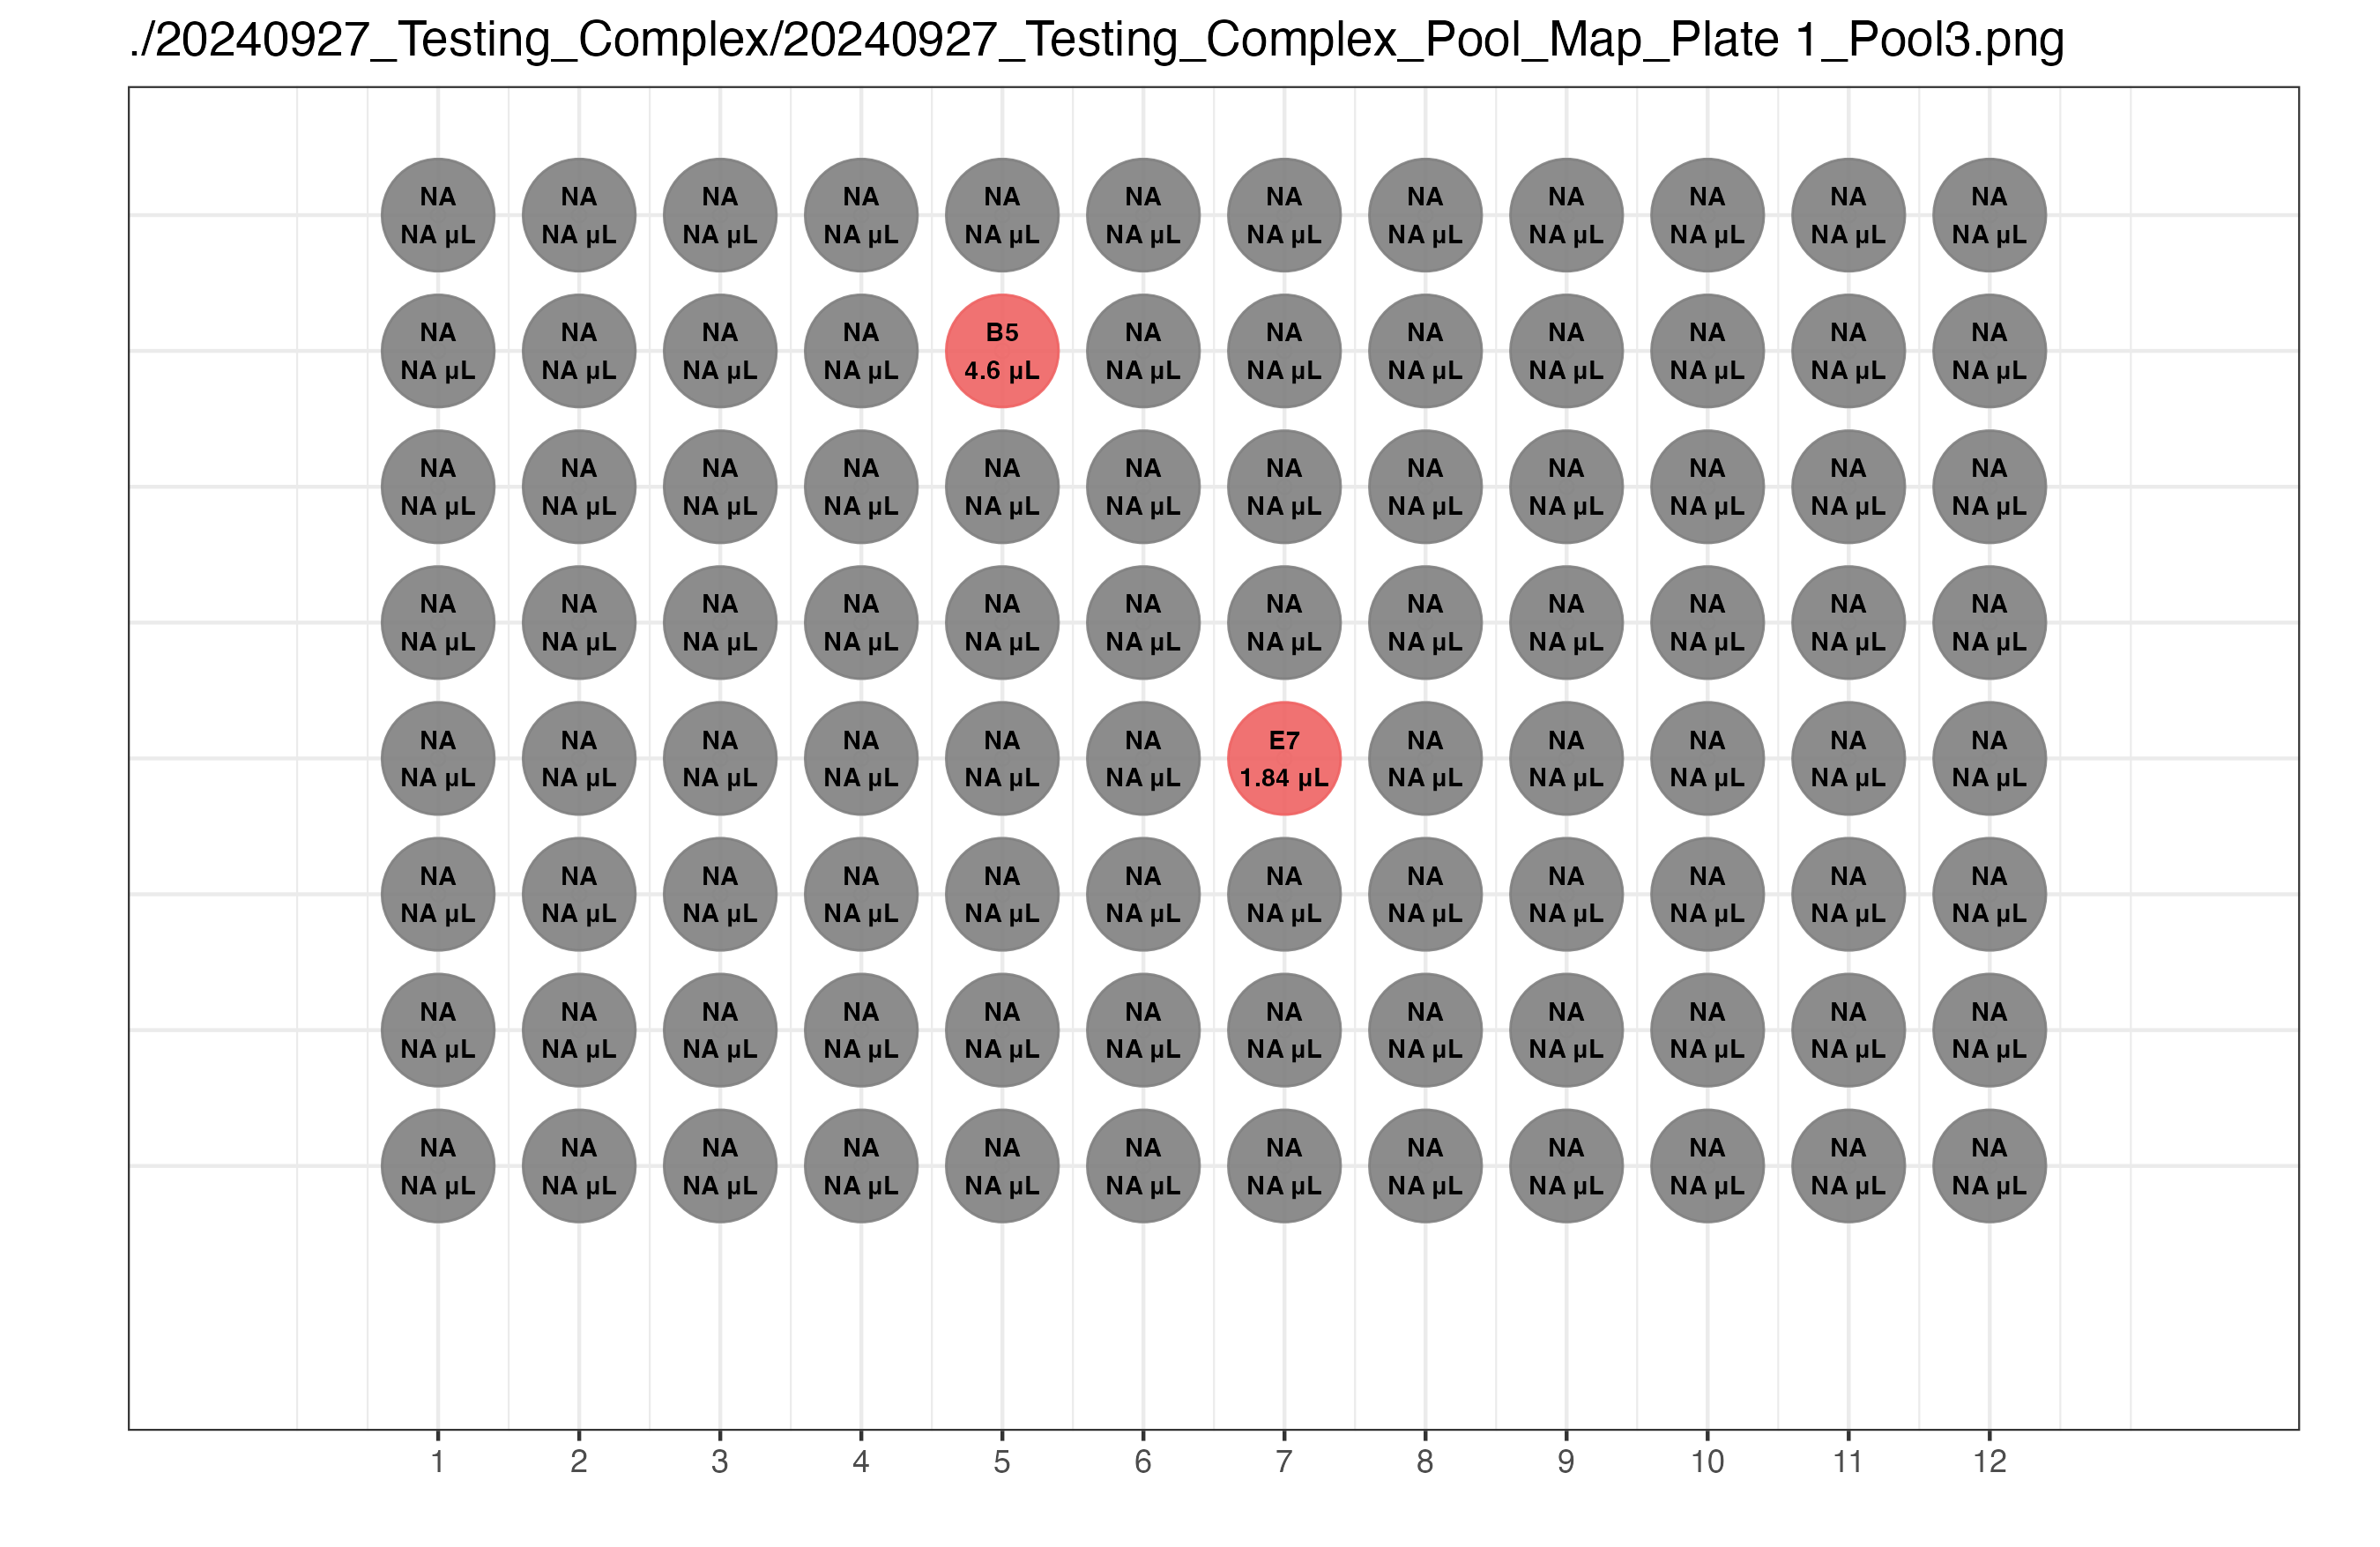 ./20240927_Testing_Complex/20240927_Testing_Complex_Pool_Map_Plate 1_Pool3.png
NA NA NA NA NA NA NA NA NA NA NA NA
NA µL NA µL NA µL NA µL NA µL NA µL NA µL NA µL NA µL NA µL NA µL NA µL
NA NA NA NA B5 NA NA NA NA NA NA NA
NA µL NA µL NA µL NA µL 4.6 µL NA µL NA µL NA µL NA µL NA µL NA µL NA µL
NA NA NA NA NA NA NA NA NA NA NA NA
NA µL NA µL NA µL NA µL NA µL NA µL NA µL NA µL NA µL NA µL NA µL NA µL
NA NA NA NA NA NA NA NA NA NA NA NA
NA µL NA µL NA µL NA µL NA µL NA µL NA µL NA µL NA µL NA µL NA µL NA µL
NA NA NA NA NA NA E7 NA NA NA NA NA
NA µL NA µL NA µL NA µL NA µL NA µL 1.84 µL NA µL NA µL NA µL NA µL NA µL
NA NA NA NA NA NA NA NA NA NA NA NA
NA µL NA µL NA µL NA µL NA µL NA µL NA µL NA µL NA µL NA µL NA µL NA µL
NA NA NA NA NA NA NA NA NA NA NA NA
NA µL NA µL NA µL NA µL NA µL NA µL NA µL NA µL NA µL NA µL NA µL NA µL
NA NA NA NA NA NA NA NA NA NA NA NA
NA µL NA µL NA µL NA µL NA µL NA µL NA µL NA µL NA µL NA µL NA µL NA µL
1 2 3 4 5 6 7 8 9 10 11 12